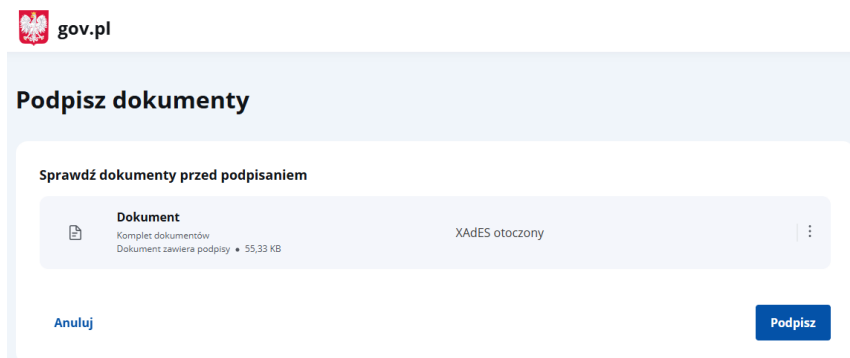 gov.pl
Podpisz dokumenty
Sprawdź dokumenty przed podpisaniem
Dokument
Komplet dokumentów
Dokument zawiera podpisy • 55,33 KB
XAdES otoczony
Anuluj
Podpisz